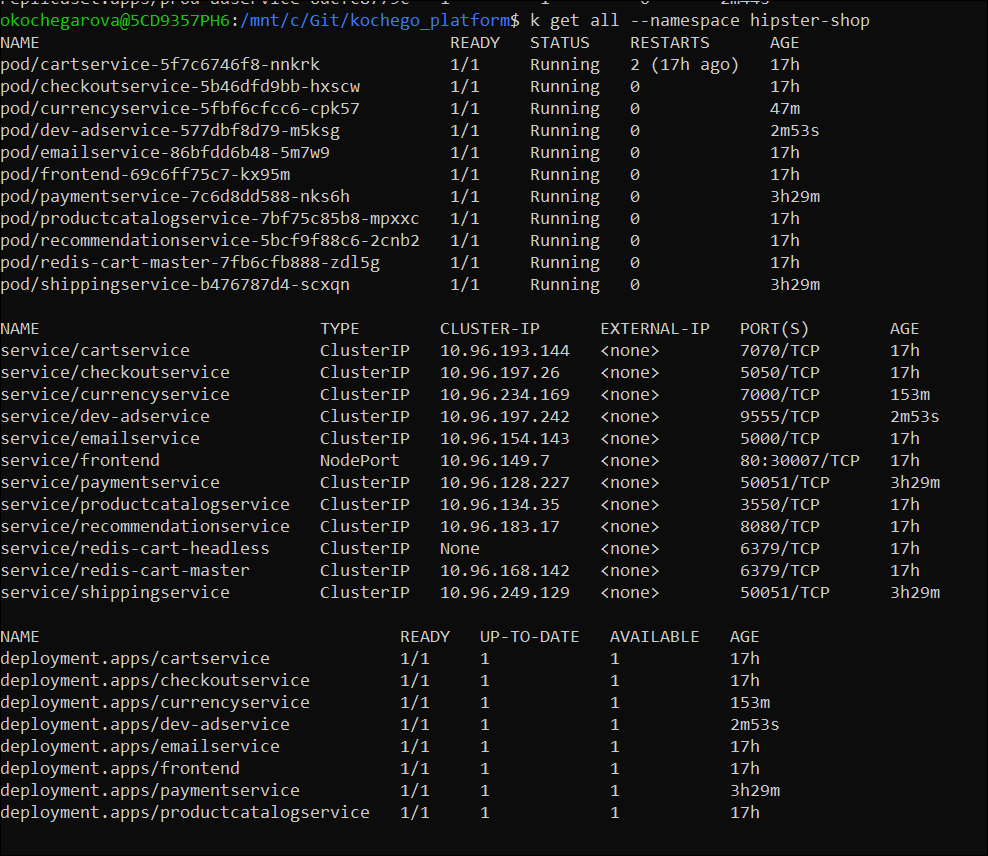 replicaset.apps/prod-adservice-6dcfc8779c 1 1 0 2m44s
okochegarova@5CD9357PH6:/mnt/c/Git/kochego_platform$ k get all --namespace hipster-shop
NAME READY STATUS RESTARTS AGE
pod/cartservice-5f7c6746f8-nnkrk 1/1 Running 2 (17h ago) 17h
pod/checkoutservice-5b46dfd9bb-hxscw 1/1 Running 0 17h
pod/currencyservice-5fbf6cfcc6-cpk57 1/1 Running 0 47m
pod/dev-adservice-577dbf8d79-m5ksg 1/1 Running 0 2m53s
pod/emailservice-86bfdd6b48-5m7w9 1/1 Running 0 17h
pod/frontend-69c6ff75c7-kx95m 1/1 Running 0 17h
pod/paymentservice-7c6d8dd588-nks6h 1/1 Running 0 3h29m
pod/productcatalogservice-7bf75c85b8-mpxxc 1/1 Running 0 17h
pod/recommendationservice-5bcf9f88c6-2cnb2 1/1 Running 0 17h
pod/redis-cart-master-7fb6cfb888-zdl5g 1/1 Running 0 17h
pod/shippingservice-b476787d4-scxqn 1/1 Running 0 3h29m
NAME TYPE CLUSTER-IP EXTERNAL-IP PORT(S) AGE
service/cartservice ClusterIP 10.96.193.144 <none> 7070/TCP 17h
service/checkoutservice ClusterIP 10.96.197.26 <none> 5050/TCP 17h
service/currencyservice ClusterIP 10.96.234.169 <none> 7000/TCP 153m
service/dev-adservice ClusterIP 10.96.197.242 <none> 9555/TCP 2m53s
service/emailservice ClusterIP 10.96.154.143 <none> 5000/TCP 17h
service/frontend NodePort 10.96.149.7 <none> 80:30007/TCP 17h
service/paymentservice ClusterIP 10.96.128.227 <none> 50051/TCP 3h29m
service/productcatalogservice ClusterIP 10.96.134.35 <none> 3550/TCP 17h
service/recommendationservice ClusterIP 10.96.183.17 <none> 8080/TCP 17h
service/redis-cart-headless ClusterIP None <none> 6379/TCP 17h
service/redis-cart-master ClusterIP 10.96.168.142 <none> 6379/TCP 17h
service/shippingservice ClusterIP 10.96.249.129 <none> 50051/TCP 3h29m
NAME READY UP-TO-DATE AVAILABLE AGE
deployment.apps/cartservice 1/1 1 1 17h
deployment.apps/checkoutservice 1/1 1 1 17h
deployment.apps/currencyservice 1/1 1 1 153m
deployment.apps/dev-adservice 1/1 1 1 2m53s
deployment.apps/emailservice 1/1 1 1 17h
deployment.apps/frontend 1/1 1 1 17h
deployment.apps/paymentservice 1/1 1 1 3h29m
deployment.apps/productcatalogservice 1/1 1 1 17h